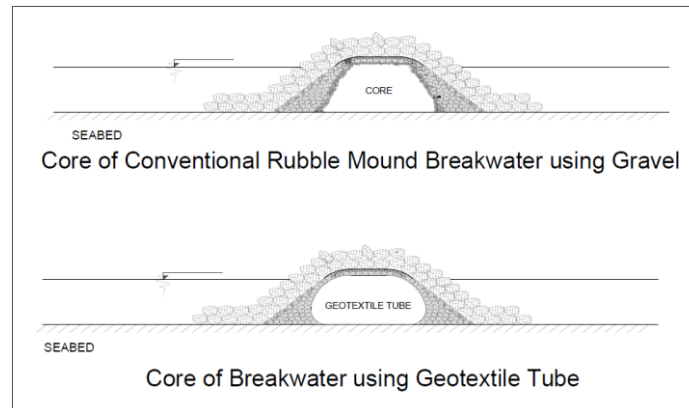 CORE
SEABED
Core of Conventional Rubble Mound Breakwater using Gravel
GEOTEXTILE TUBE
SEABED
Core of Breakwater using Geotextile Tube